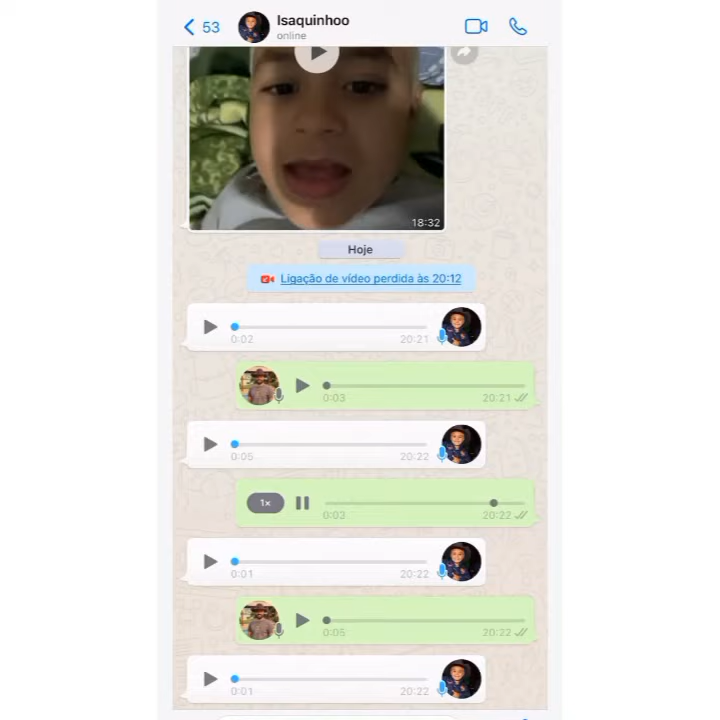 53
Isaquinhoo
online
18:32
Hoje
Ligação de vídeo perdida às 20:12
0:02 20:21
0:03 20:21
0:05 20:22
1×
0:02 20:22
0:01 20:22
0:05 20:22
0:01 20:22